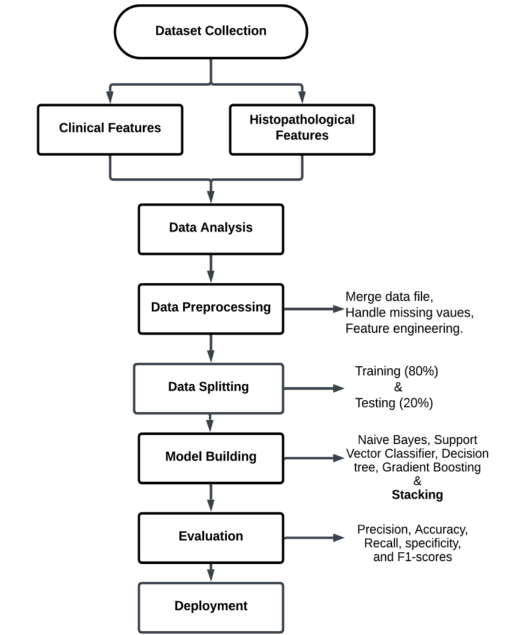 Dataset Collection
Clinical Features
Histopathological
Features
Data Analysis
Data Preprocessing
Merge data file,
Handle missing vaues,
Feature engineering.
Data Splitting
Training (80%)
&
Testing (20%)
Model Building
Naive Bayes, Support
Vector Classifier, Decision
tree, Gradient Boosting
&
Stacking
Evaluation
Precision, Accuracy,
Recall, specificity,
and F1-scores
Deployment